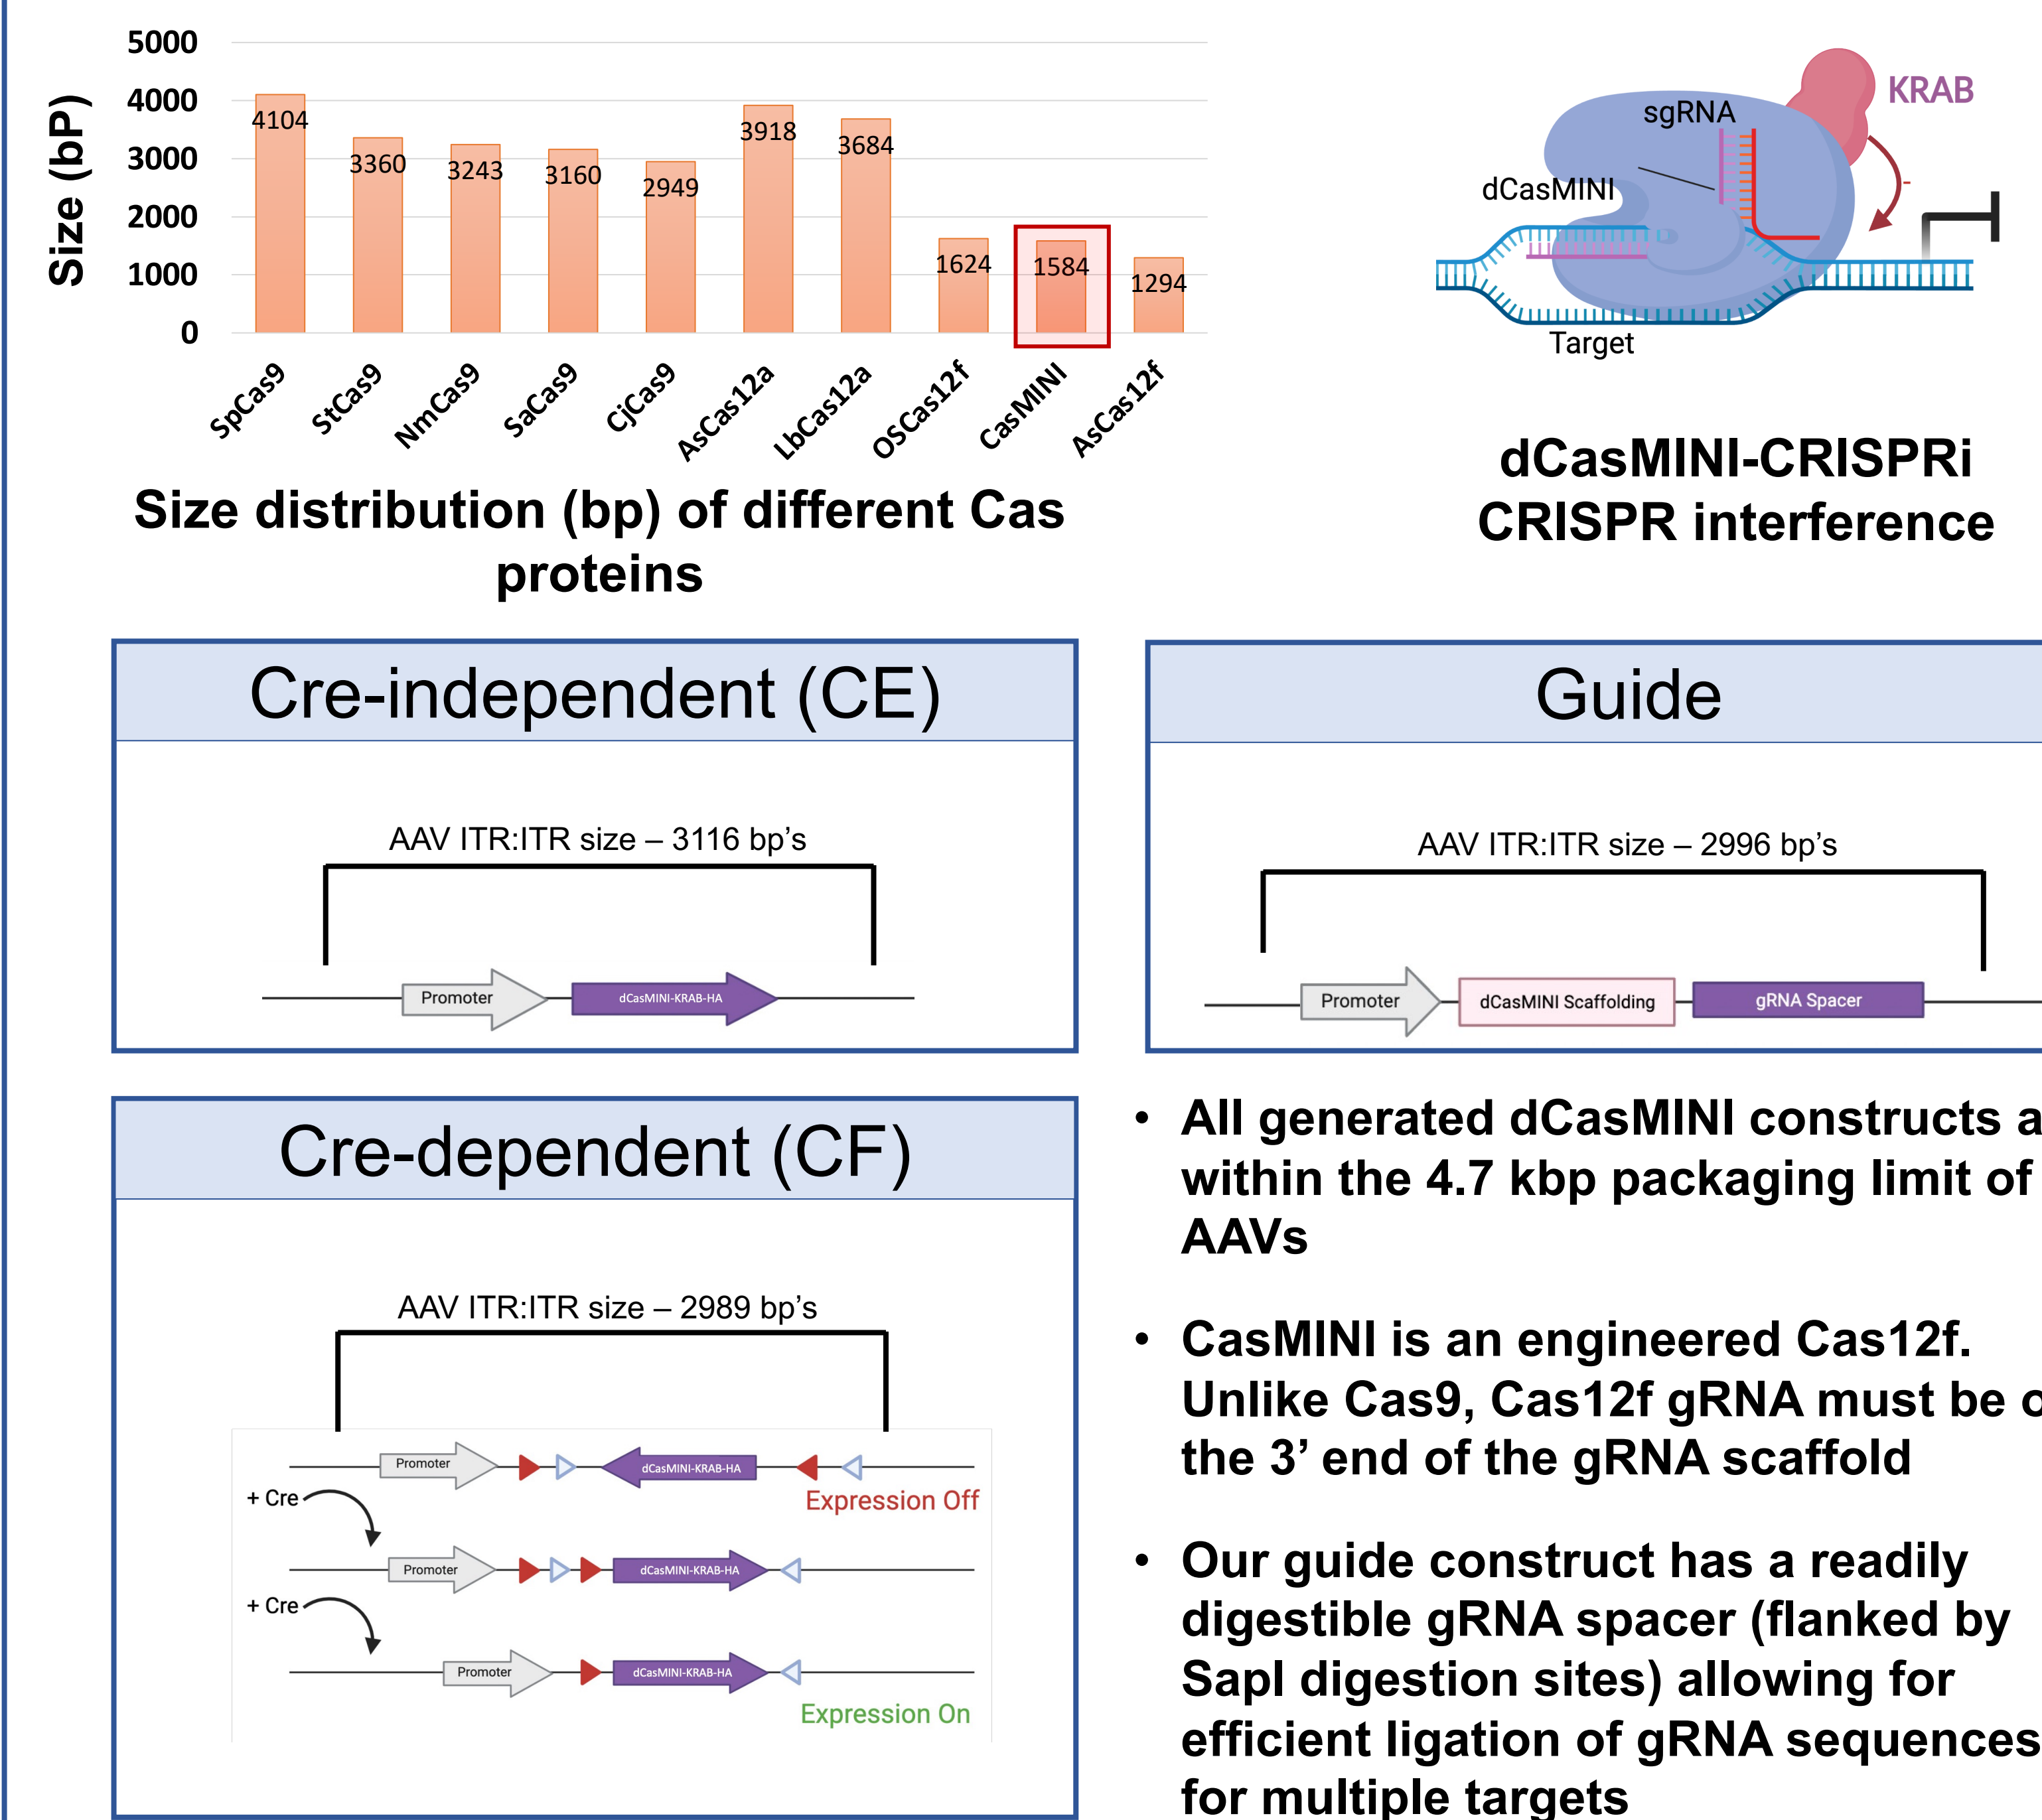 5000
4000
3000
2000
1000
0
Size (bP)
4104
3360
3243
3160
2949
3918
3684
1624
1584
1294
SpCas9
StCas9
NmCas9
SaCas9
CjCas9
AsCas12a
LbCas12a
OSCas12f
CasMINI
AsCas12f
Size distribution (bp) of different Cas
proteins
KRAB
sgRNA
dCasMINI
-
Target
dCasMINI-CRISPRi
CRISPR interference
Cre-independent (CE)
AAV ITR:ITR size – 3116 bp's
Promoter
dCasMINI-KRAB-HA
Guide
AAV ITR:ITR size – 2996 bp's
Promoter
dCasMINI Scaffolding
gRNA Spacer
Cre-dependent (CF)
AAV ITR:ITR size – 2989 bp's
Promoter
dCasMINI-KRAB-HA
+ Cre
Expression Off
Promoter
dCasMINI-KRAB-HA
+ Cre
Promoter
dCasMINI-KRAB-HA
Expression On
• All generated dCasMINI constructs
within the 4.7 kbp packaging limit of
AAVs
• CasMINI is an engineered Cas12f.
Unlike Cas9, Cas12f gRNA must be
the 3’ end of the gRNA scaffold
• Our guide construct has a readily
digestible gRNA spacer (flanked by
SapI digestion sites) allowing for
efficient ligation of gRNA sequences
for multiple targets